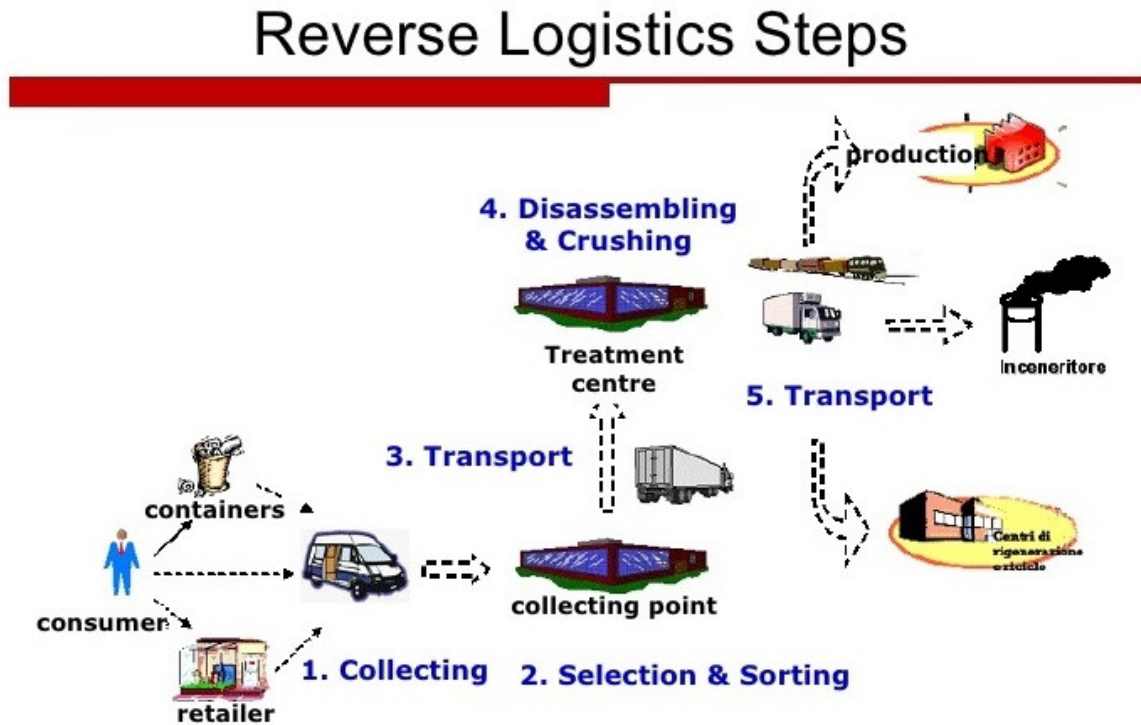 Reverse Logistics Steps
production
4. Disassembling
& Crushing
Treatment
centre
Inceneritore
5. Transport
3. Transport
containers
Centri di
rigenerazione
e riciclo
consumer
collecting point
1. Collecting
2. Selection & Sorting
retailer